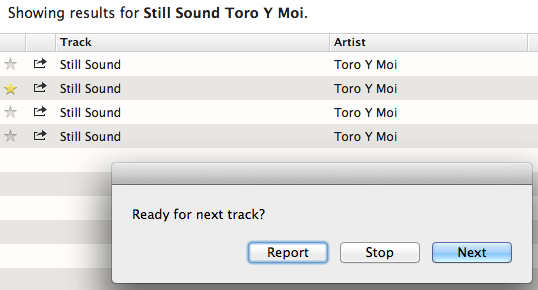 Showing results for Still Sound Toro Y Moi.
Track Artist
Still Sound Toro Y Moi
Still Sound Toro Y Moi
Still Sound Toro Y Moi
Still Sound Toro Y Moi
Ready for next track?
Report Stop Next